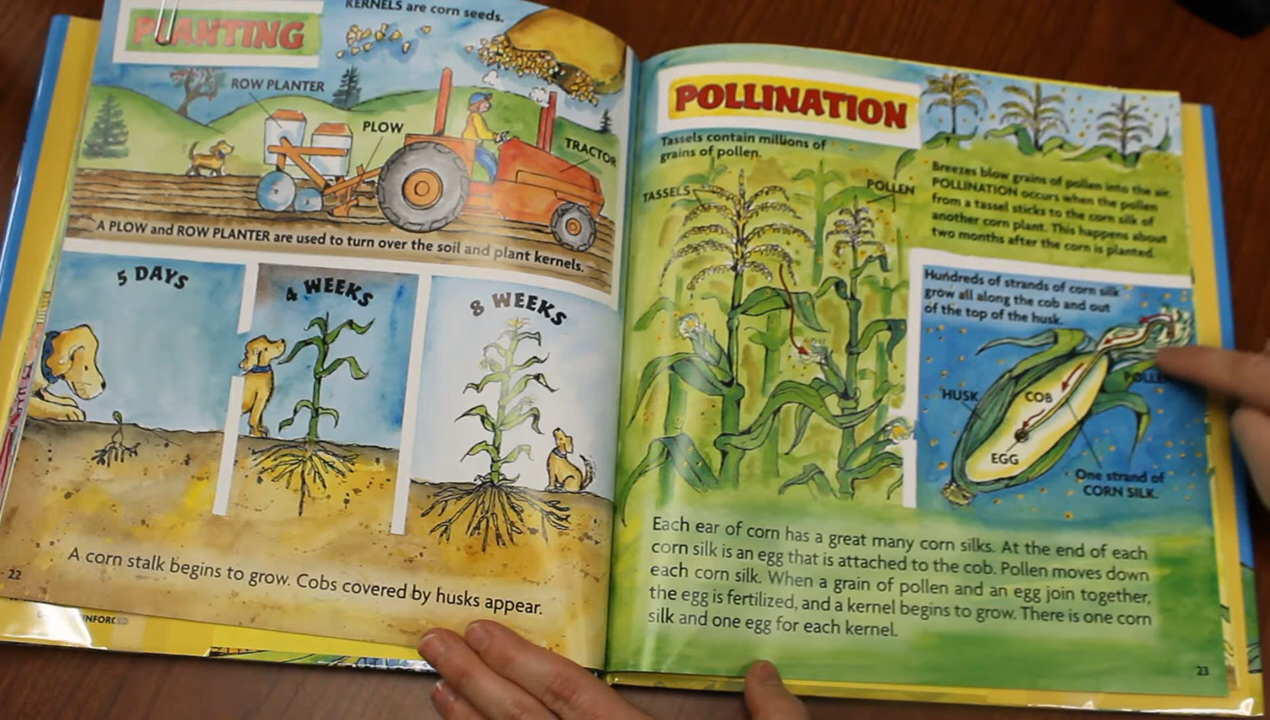 PLANTING
KERNELS are corn seeds.
ROW PLANTER
PLOW
TRACTOR
A PLOW and ROW PLANTER are used to turn over the soil and plant kernels.
5 DAYS
4 WEEKS
8 WEEKS
A corn stalk begins to grow. Cobs covered by husks appear.
22
POLLINATION
Tassels contain millions of
grains of pollen.
TASSELS
POLLEN
Breezes blow grains of pollen into the air.
POLLINATION occurs when the pollen
from a tassel sticks to the corn silk of
another corn plant. This happens about
two months after the corn is planted.
Hundreds of strands of corn silk
grow all along the cob and out
of the top of the husk.
HUSK
COB
EGG
One strand of
CORN SILK.
Each ear of corn has a great many corn silks. At the end of each
corn silk is an egg that is attached to the cob. Pollen moves down
each corn silk. When a grain of pollen and an egg join together,
the egg is fertilized, and a kernel begins to grow. There is one corn
silk and one egg for each kernel.
23